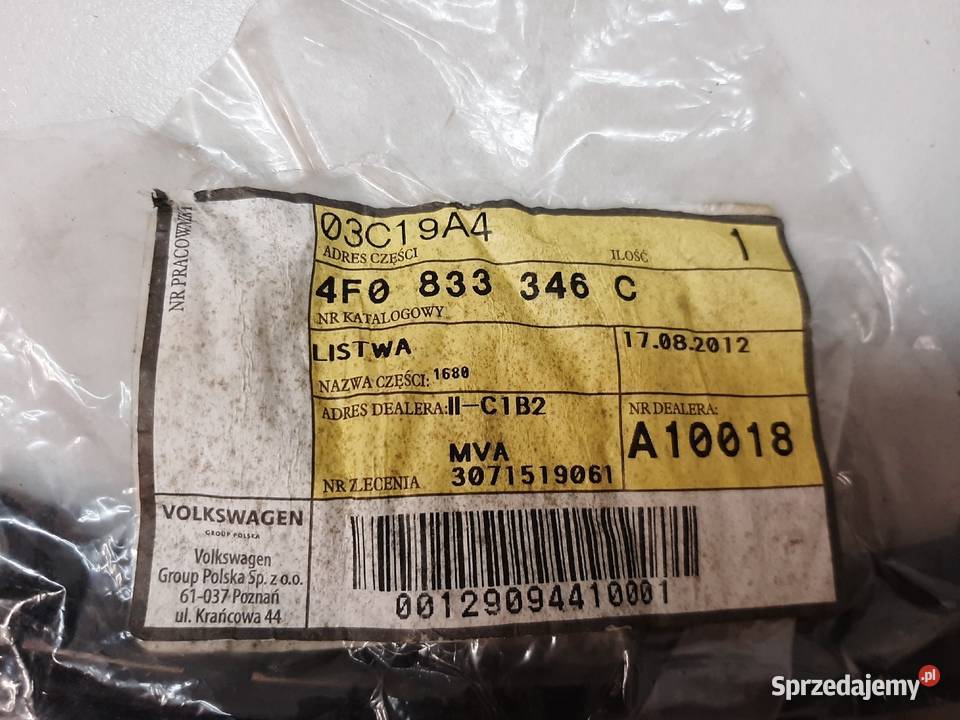 NR PRACOWNIKA
03C19A4
ADRES CZĘŚCI
ILOŚĆ
1
4F0 833 346 C
NR KATALOGOWY
LISTWA
17.08.2012
NAZWA CZĘŚCI: 1680
ADRES DEALERA: II-C1B2
NR DEALERA:
A10018
MVA
NR ZLECENIA 3071519061
VOLKSWAGEN
GROUP POLSKA
Volkswagen
Group Polska Sp. z o.o.
61-037 Poznań
ul. Krańcowa 44
00129094410001
Sprzedajemy.pl